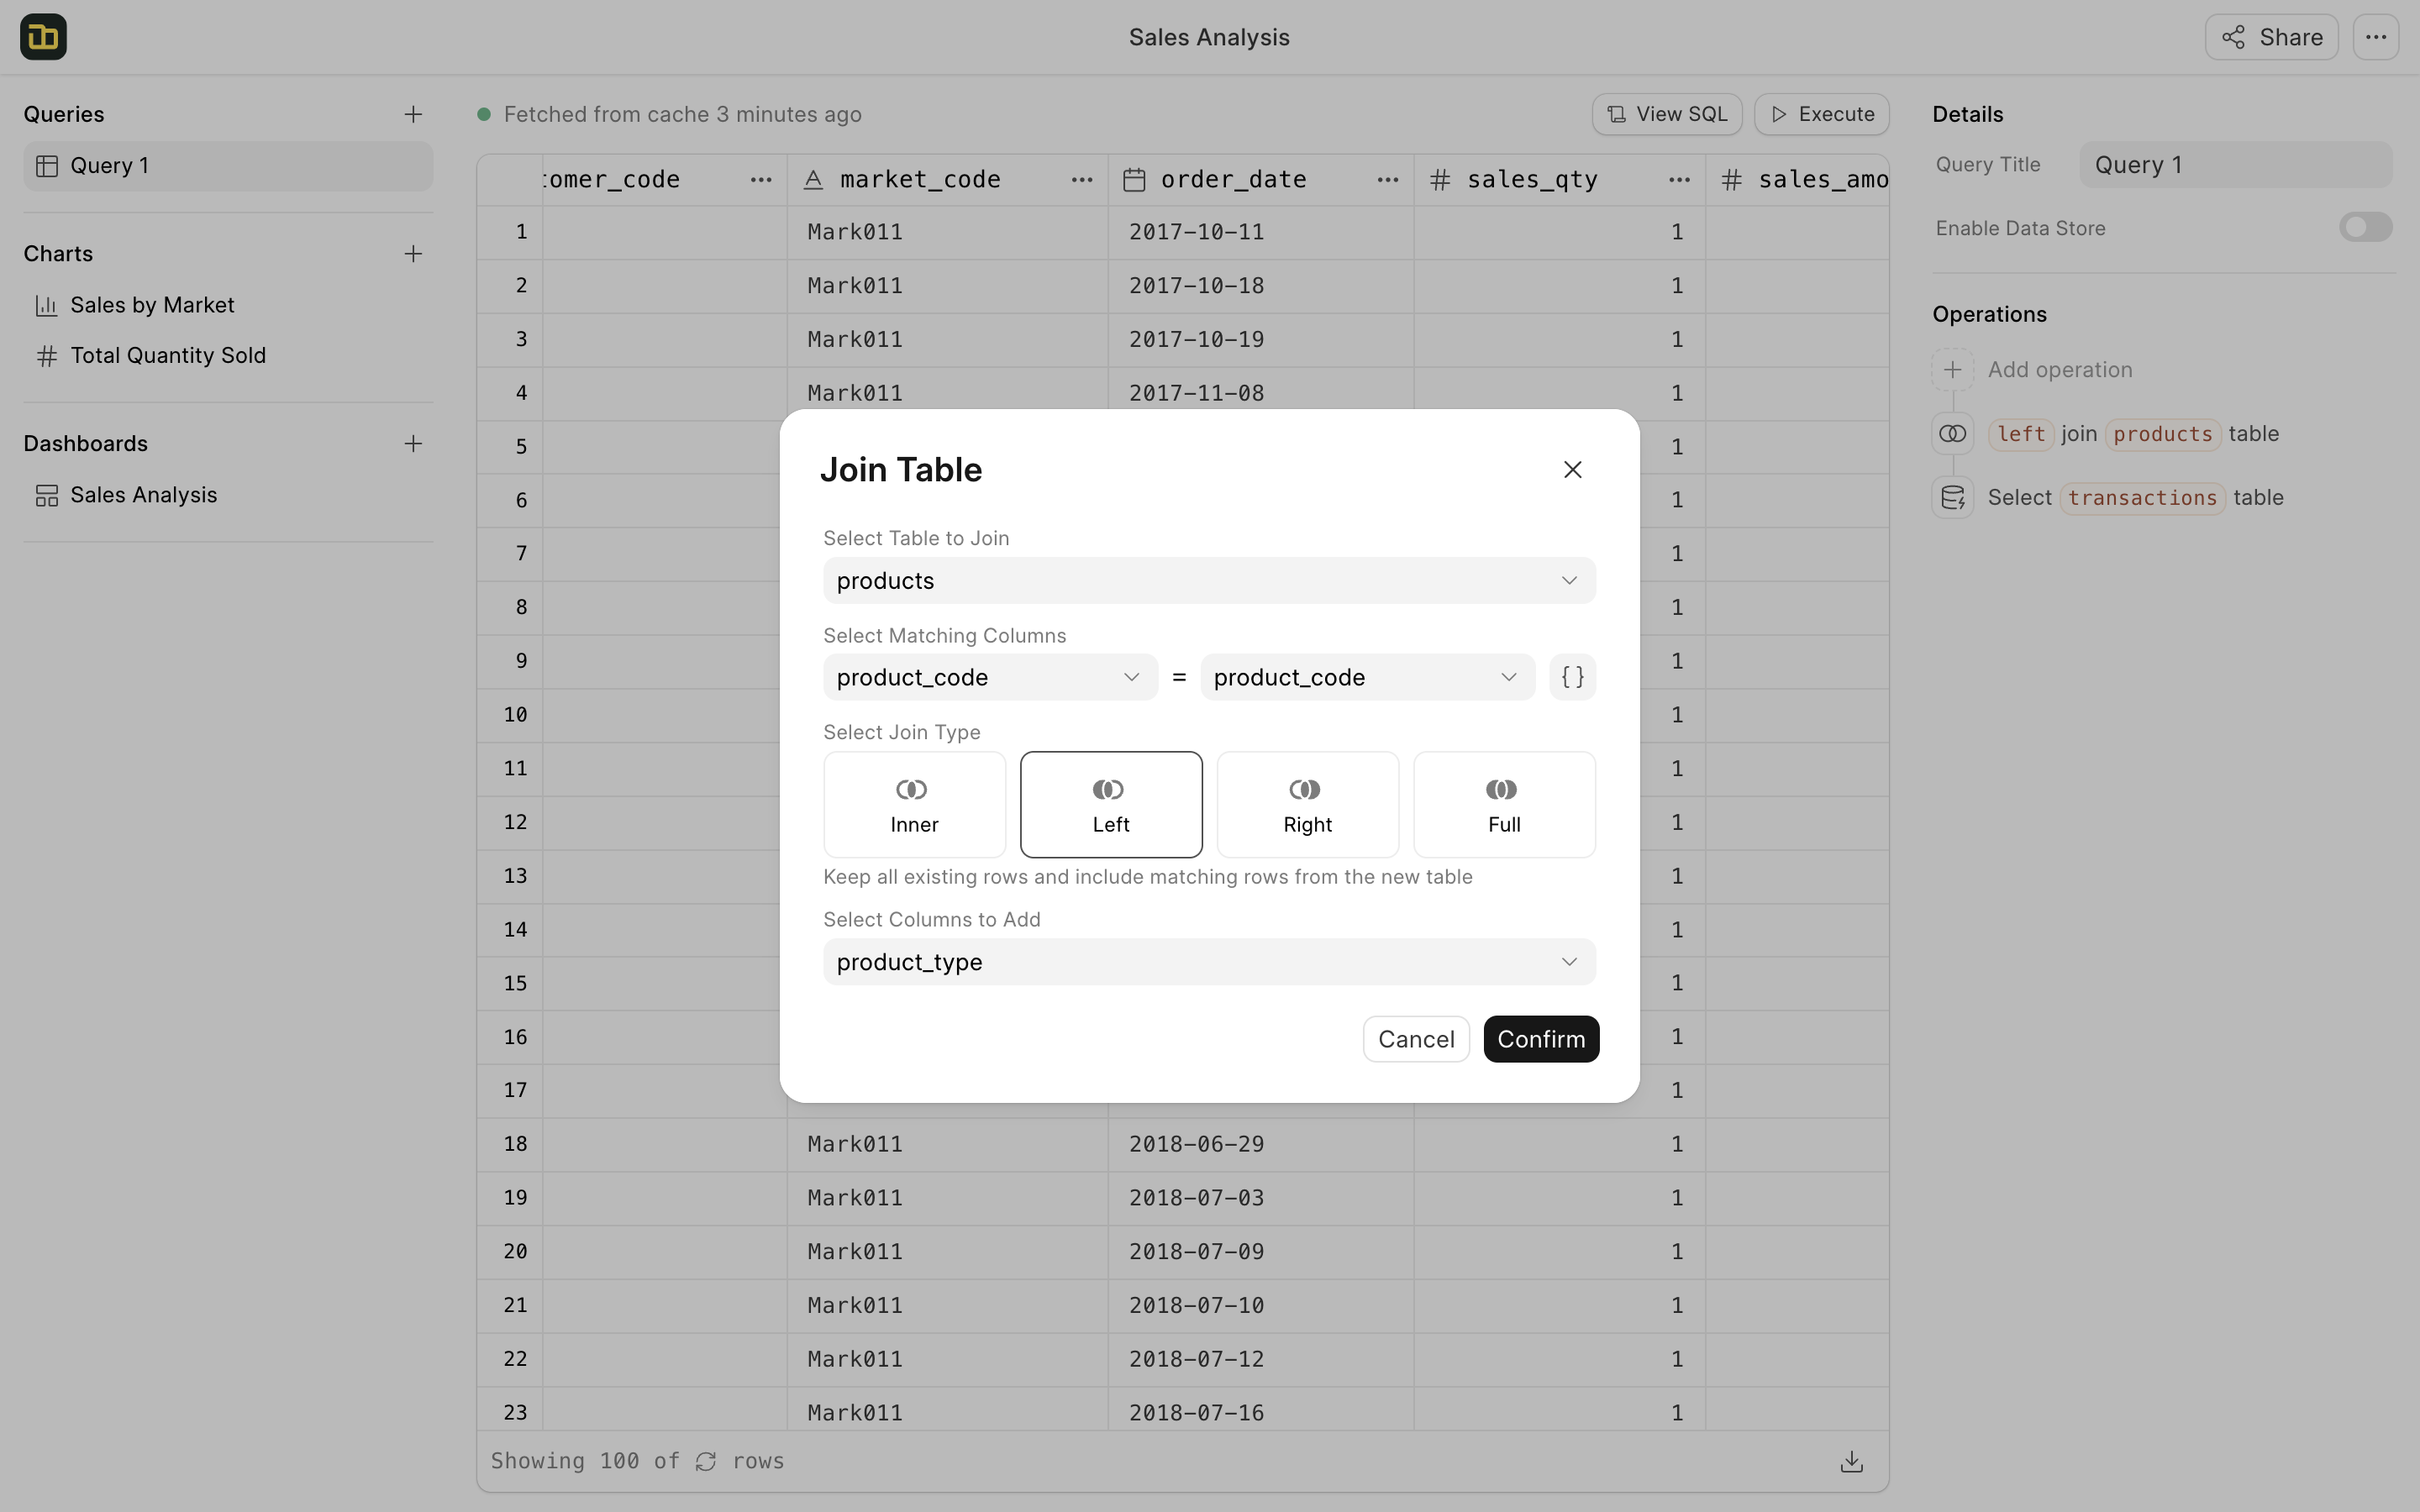 Sales Analysis
Share
Queries
Query 1
Charts
Sales by Market
Total Quantity Sold
Dashboards
Sales Analysis
Fetched from cache 3 minutes ago
View SQL
Execute
omer_code market_code order_date sales_qty sales_amo
1 Mark011 2017-10-11 1
2 Mark011 2017-10-18 1
3 Mark011 2017-10-19 1
4 Mark011 2017-11-08 1
5 1
6 1
7 1
8 1
9 1
10 1
11 1
12 1
13 1
14 1
15 1
16 1
17 1
18 Mark011 2018-06-29 1
19 Mark011 2018-07-03 1
20 Mark011 2018-07-09 1
21 Mark011 2018-07-10 1
22 Mark011 2018-07-12 1
23 Mark011 2018-07-16 1
Showing 100 of rows
Join Table
Select Table to Join
products
Select Matching Columns
product_code = product_code { }
Select Join Type
Inner Left Right Full
Keep all existing rows and include matching rows from the new table
Select Columns to Add
product_type
Cancel Confirm
Details
Query Title Query 1
Enable Data Store
Operations
Add operation
left join products table
Select transactions table